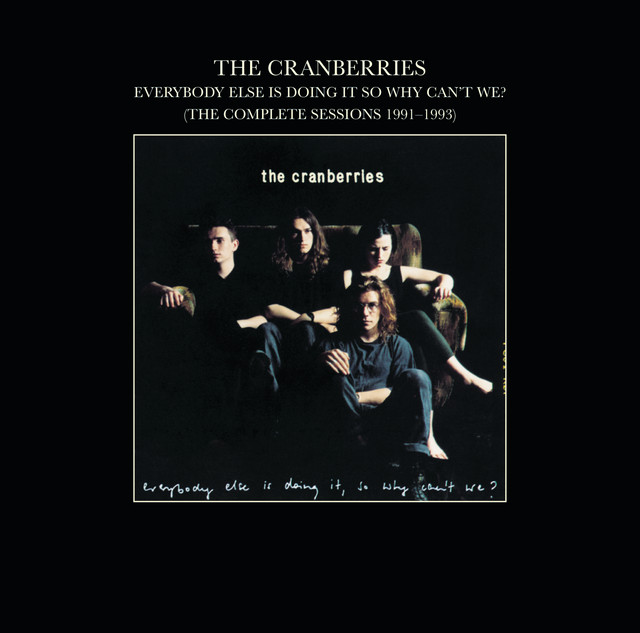 THE CRANBERRIES
EVERYBODY ELSE IS DOING IT SO WHY CAN'T WE?
(THE COMPLETE SESSIONS 1991–1993)
the cranberries
everybody else is doing it, so why can't we?